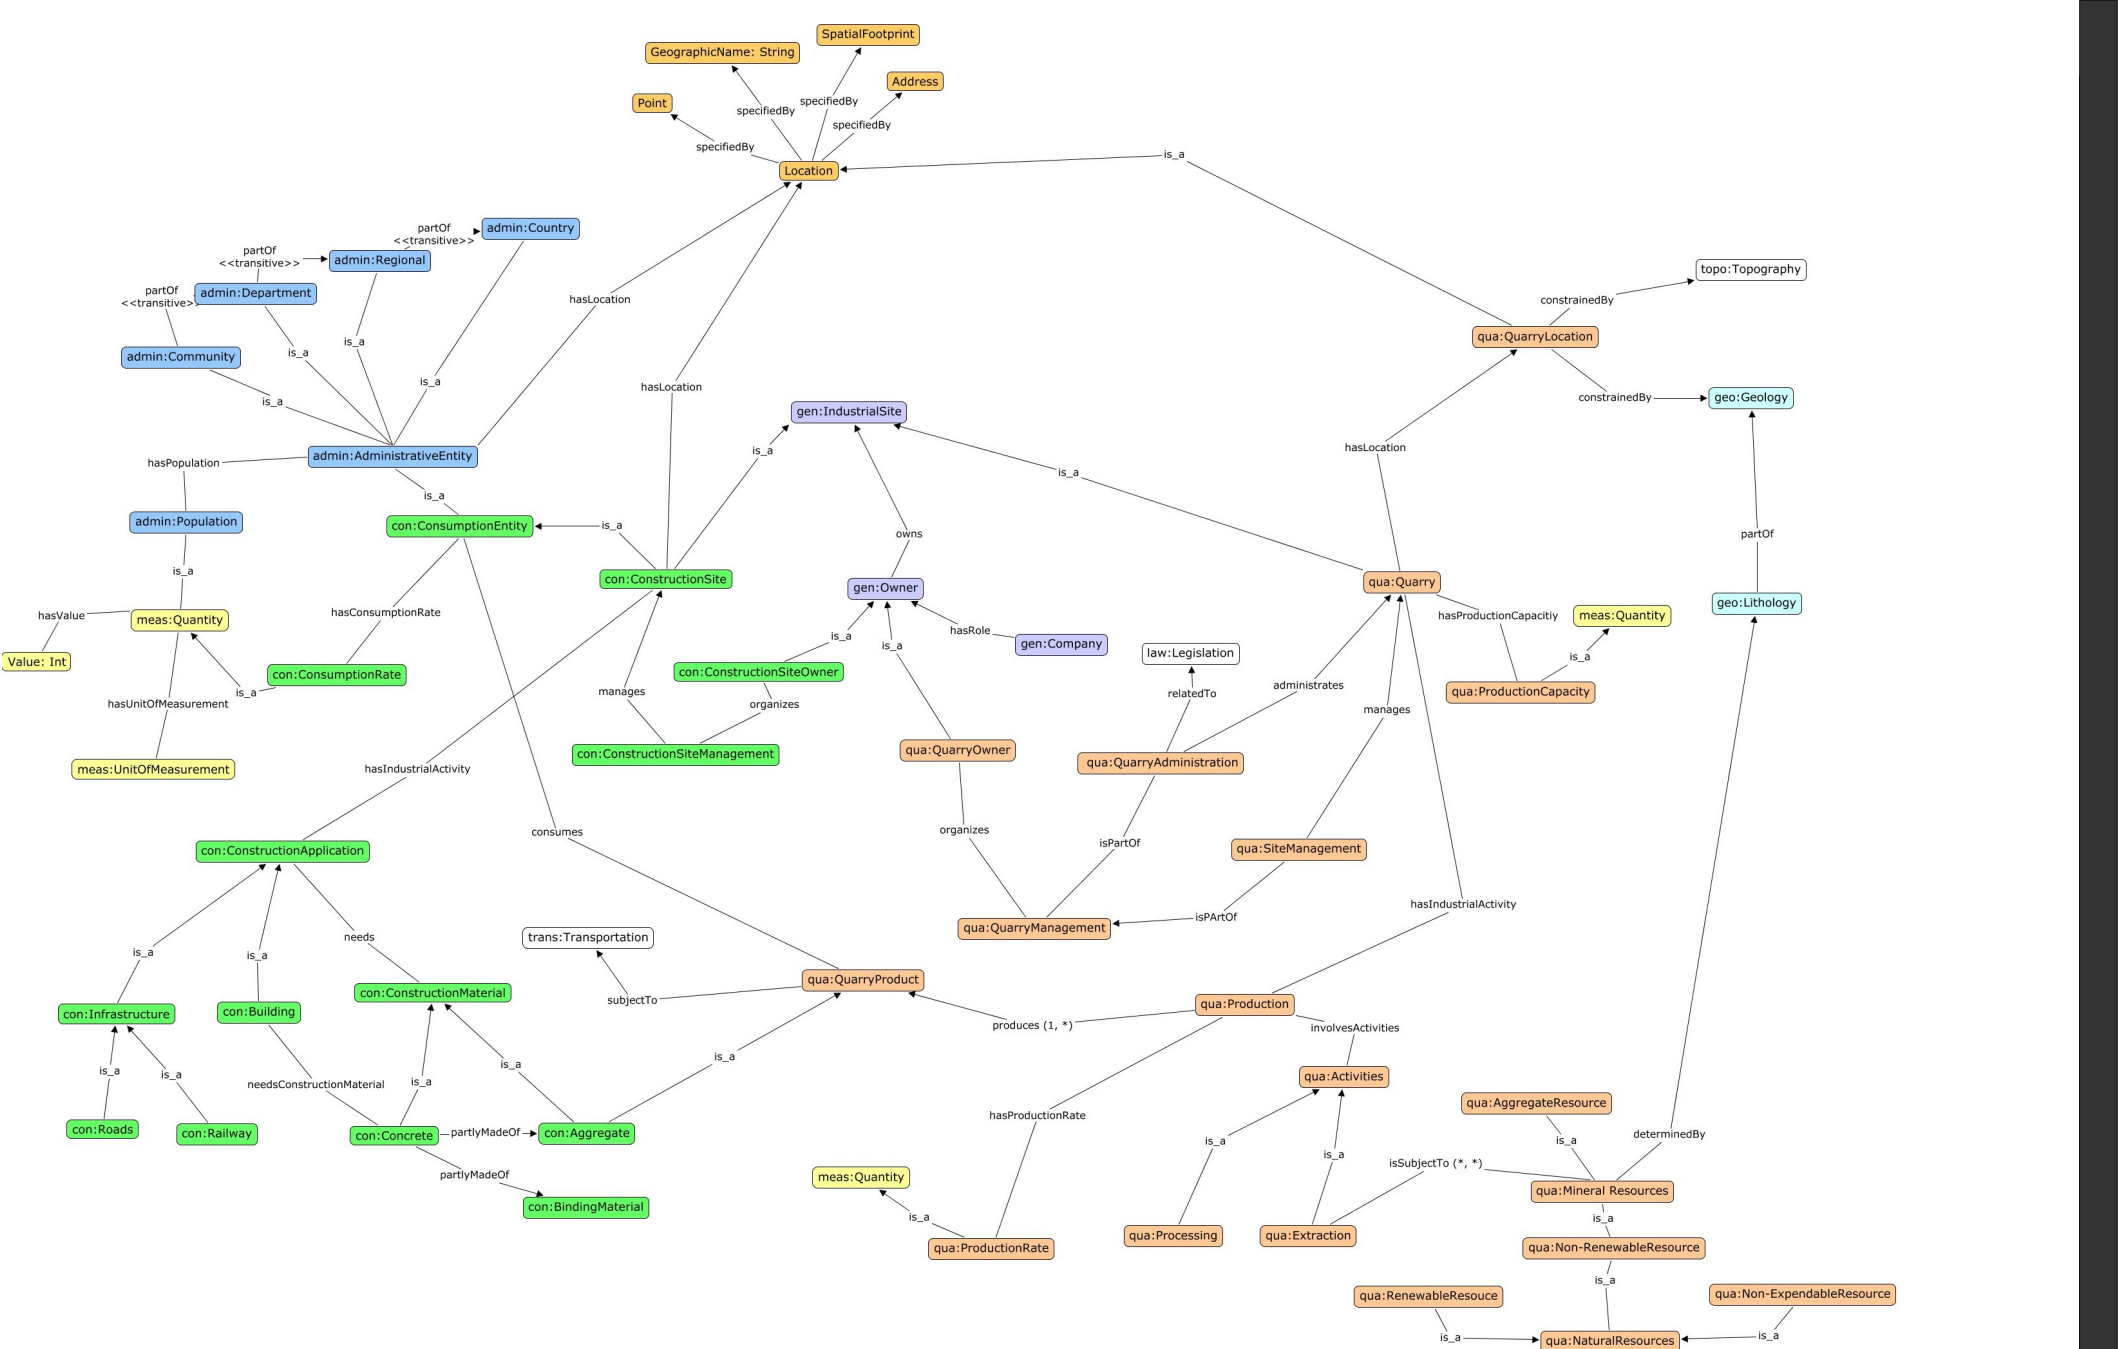 SpatialFootprint
GeographicName: String
Address
Point
specifiedBy
specifiedBy
specifiedBy
specifiedBy
Location
is_a
admin:Country
partOf
<<transitive>>
admin:Regional
partOf
<<transitive>>
admin:Department
partOf
<<transitive>
admin:Community
hasLocation
topo:Topography
constrainedBy
qua:QuarryLocation
is_a
is_a
is_a
is_a
hasLocation
constrainedBy
geo:Geology
gen:IndustrialSite
hasLocation
admin:AdministrativeEntity
hasPopulation
is_a
is_a
is_a
admin:Population
con:ConsumptionEntity
is_a
owns
partOf
is_a
con:ConstructionSite
gen:Owner
qua:Quarry
geo:Lithology
hasValue
meas:Quantity
hasConsumptionRate
hasProductionCapacitiy
meas:Quantity
is_a
is_a
hasRole
gen:Company
law:Legislation
is_a
Value: Int
con:ConsumptionRate
con:ConstructionSiteOwner
is_a
hasUnitOfMeasurement
manages
organizes
relatedTo
administrates
qua:ProductionCapacity
manages
meas:UnitOfMeasurement
hasIndustrialActivity
con:ConstructionSiteManagement
qua:QuarryOwner
qua:QuarryAdministration
consumes
organizes
isPartOf
con:ConstructionApplication
qua:SiteManagement
hasIndustrialActivity
isPArtOf
qua:QuarryManagement
is_a
is_a
needs
trans:Transportation
qua:QuarryProduct
con:ConstructionMaterial
subjectTo
qua:Production
con:Infrastructure
con:Building
produces (1, *)
involvesActivities
is_a
is_a
needsConstructionMaterial
is_a
is_a
is_a
qua:Activities
con:Roads
con:Railway
con:Concrete
partlyMadeOf
con:Aggregate
hasProductionRate
qua:AggregateResource
is_a
is_a
is_a
determinedBy
partlyMadeOf
isSubjectTo (*, *)
meas:Quantity
qua:Mineral Resources
con:BindingMaterial
is_a
is_a
qua:ProductionRate
qua:Processing
qua:Extraction
qua:Non-RenewableResource
is_a
qua:RenewableResouce
qua:Non-ExpendableResource
is_a
qua:NaturalResources
is_a